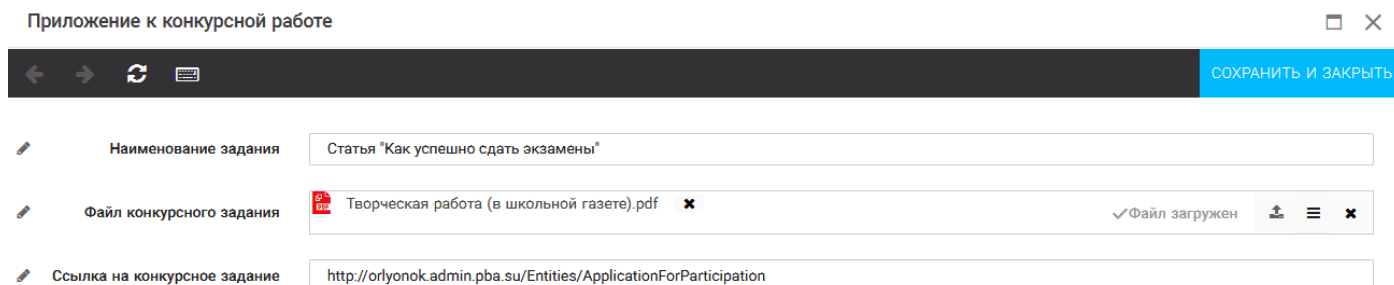 Приложение к конкурсной работе
СОХРАНИТЬ И ЗАКРЫТЬ
Наименование задания Статья "Как успешно сдать экзамены"
Файл конкурсного задания Творческая работа (в школьной газете).pdf Файл загружен
Ссылка на конкурсное задание http://orlyonok.admin.pba.su/Entities/ApplicationForParticipation